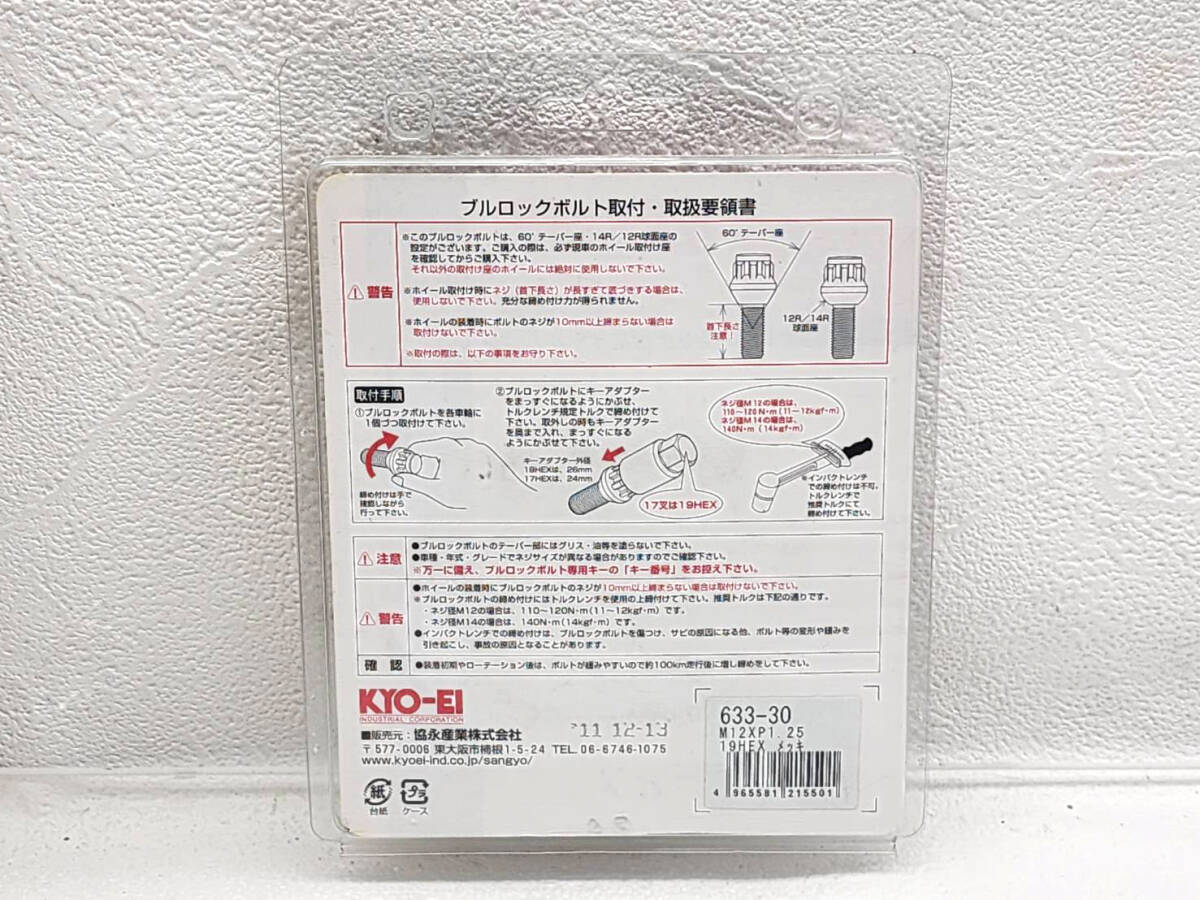 ブルロックボルト取付・取扱要領書
警告
※このブルロックボルトは、60°テーパー座・14R/12R球面座の
設定がございます。ご購入の際は、必ず現車のホイール取付け座
を確認してからご購入下さい。
それ以外の取付け座のホイールには絶対に使用しないで下さい。
※ホイール取付け時にネジ(首下長さ)が長すぎて底づきする場合は、
使用しないで下さい。充分な締め付け力が得られません。
※ホイールの装着時にボルトのネジが10mm以上締まらない場合は
取付けないで下さい。
※取付の際は、以下の事項をお守り下さい。
60°テーパー座
首下長さ
注意!
12R/14R
球面座
取付手順
①ブルロックボルトを各車輪に
1個づつ取付けて下さい。
締め付けは手で
確認しながら
行って下さい。
②ブルロックボルトにキーアダプター
をまっすぐになるようにかぶせ、
トルクレンチ規定トルクで締め付けて
下さい。取外しの時もキーアダプター
を奥まで入れ、まっすぐになる
ようにかぶせて下さい。
キーアダプター外径
19HEXは、26mm
17HEXは、24mm
17叉は19HEX
ネジ径M12の場合は、
110〜120N・m(11〜12kgf・m)
ネジ径M14の場合は、
140N・m(14kgf・m)
※インパクトレンチ
での締め付けは不可。
トルクレンチで
推奨トルクにて
締め付けて下さい。
注意
●ブルロックボルトのテーパー部にはグリス・油等を塗らないで下さい。
●車種・年式・グレードでネジサイズが異なる場合がありますのでご確認下さい。
※万一に備え、ブルロックボルト専用キーの「キー番号」をお控え下さい。
警告
●ホイールの装着時にブルロックボルトのネジが10mm以上締まらない場合は取付けないで下さい。
※ブルロックボルトの締め付けにはトルクレンチを使用の上締付けて下さい。推奨トルクは下記の通りです。
・ネジ径M12の場合は、110〜120N・m(11〜12kgf・m)です。
・ネジ径M14の場合は、140N・m(14kgf・m)です。
●インパクトレンチでの締め付けは、ブルロックボルトを傷つけ、サビの原因になる他、ボルト等の変形や緩みを
引き起こし、事故の原因となることがあります。
確認
●装着初期やローテーション後は、ボルトが緩みやすいので約100km走行後に増し締めをして下さい。
KYO-EI
INDUSTRIAL CORPORATION
■販売元:協永産業株式会社
〒577-0006 東大阪市楠根1-5-24 TEL.06-6746-1075
www.kyoei-ind.co.jp/sangyo/
'11 12-13
紙
台紙
プラ
ケース
633-30
M12XP1.25
19HEX メッキ
4 965581 215501